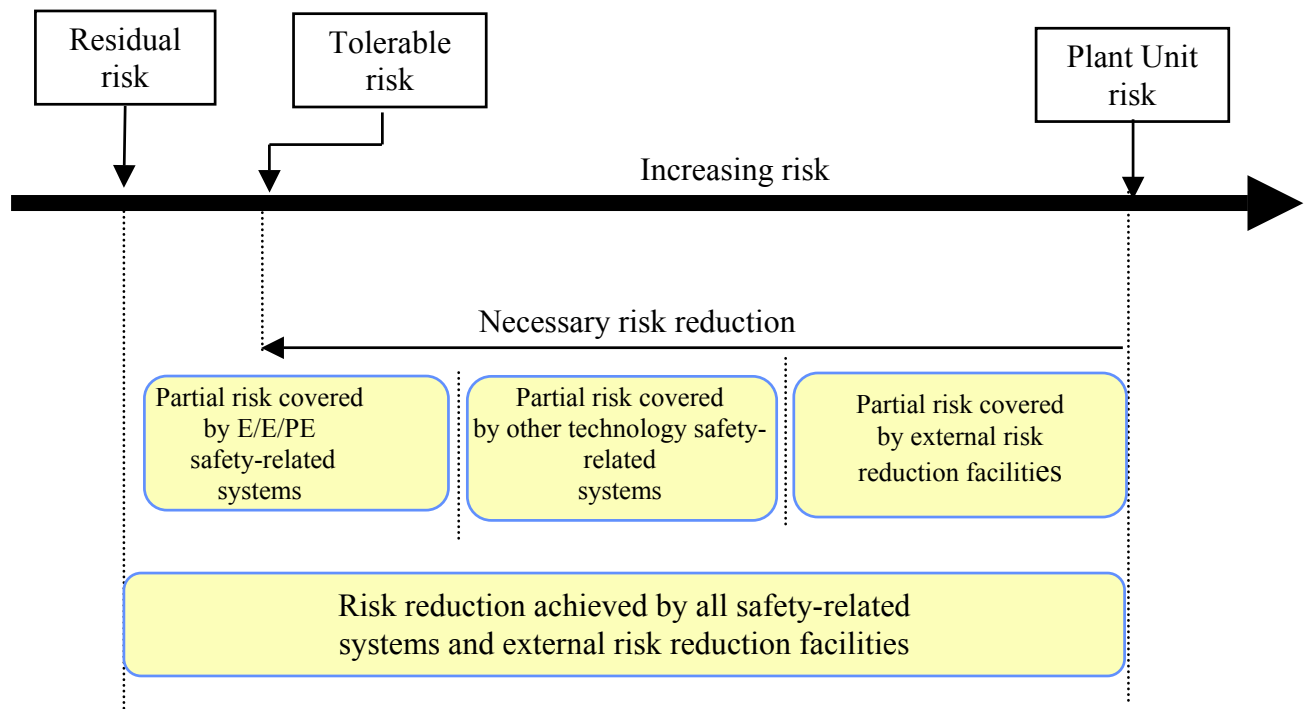 Residual
risk
Tolerable
risk
Plant Unit
risk
Increasing risk
Necessary risk reduction
Partial risk covered
by E/E/PE
safety-related
systems
Partial risk covered
by other technology safety-
related
systems
Partial risk covered
by external risk
reduction facilities
Risk reduction achieved by all safety-related
systems and external risk reduction facilities